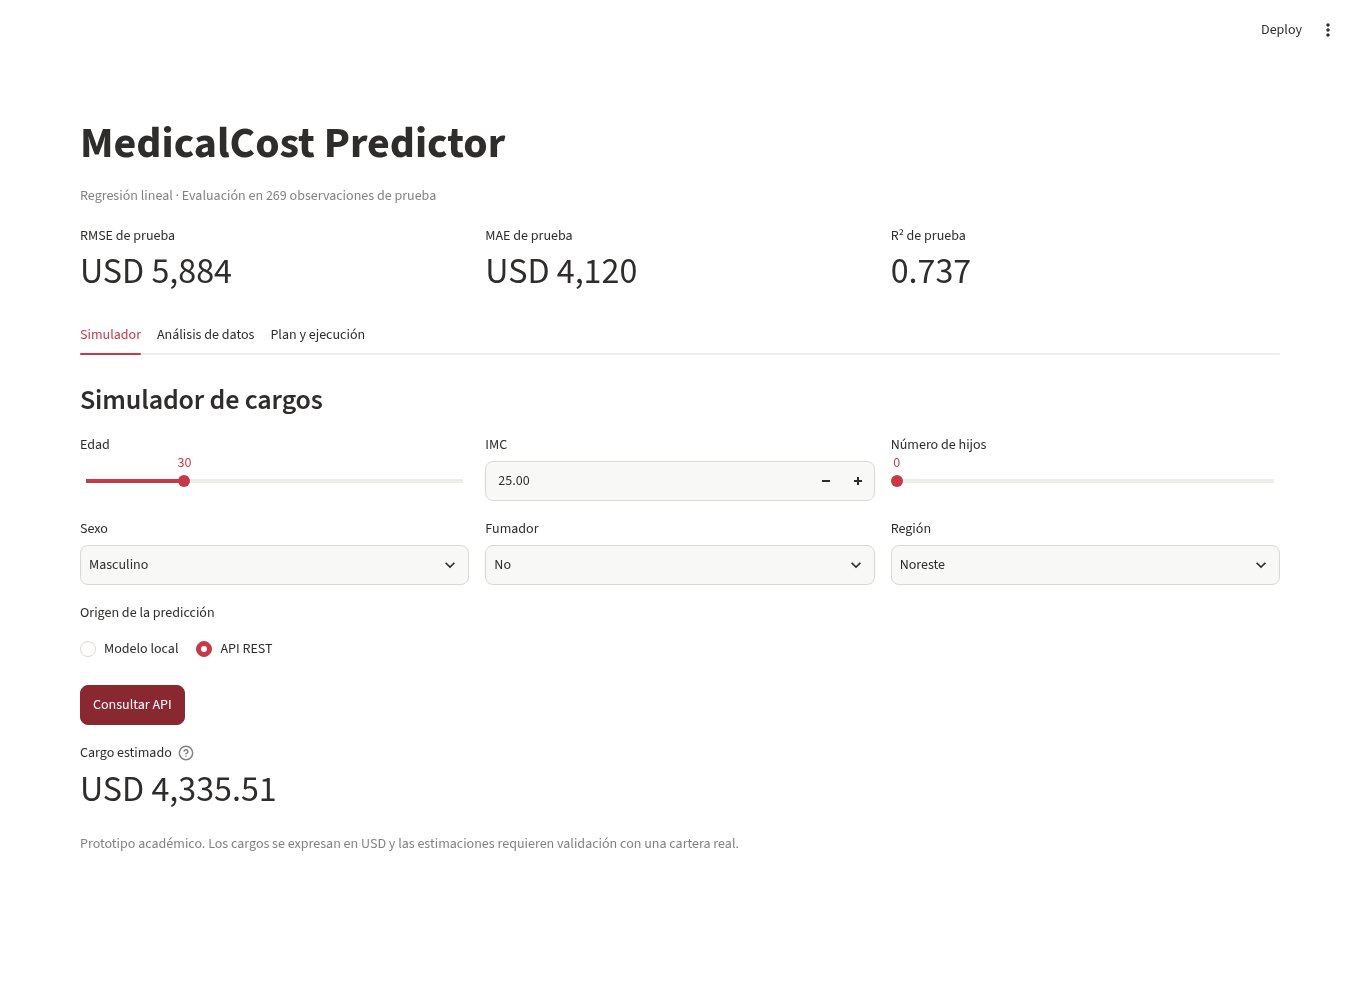 Deploy
MedicalCost Predictor
Regresión lineal · Evaluación en 269 observaciones de prueba
RMSE de prueba MAE de prueba R² de prueba
USD 5,884 USD 4,120 0.737
Simulador Análisis de datos Plan y ejecución
Simulador de cargos
Edad IMC Número de hijos
30 25.00 0
Sexo Fumador Región
Masculino No Noreste
Origen de la predicción
Modelo local API REST
Consultar API
Cargo estimado
USD 4,335.51
Prototipo académico. Los cargos se expresan en USD y las estimaciones requieren validación con una cartera real.